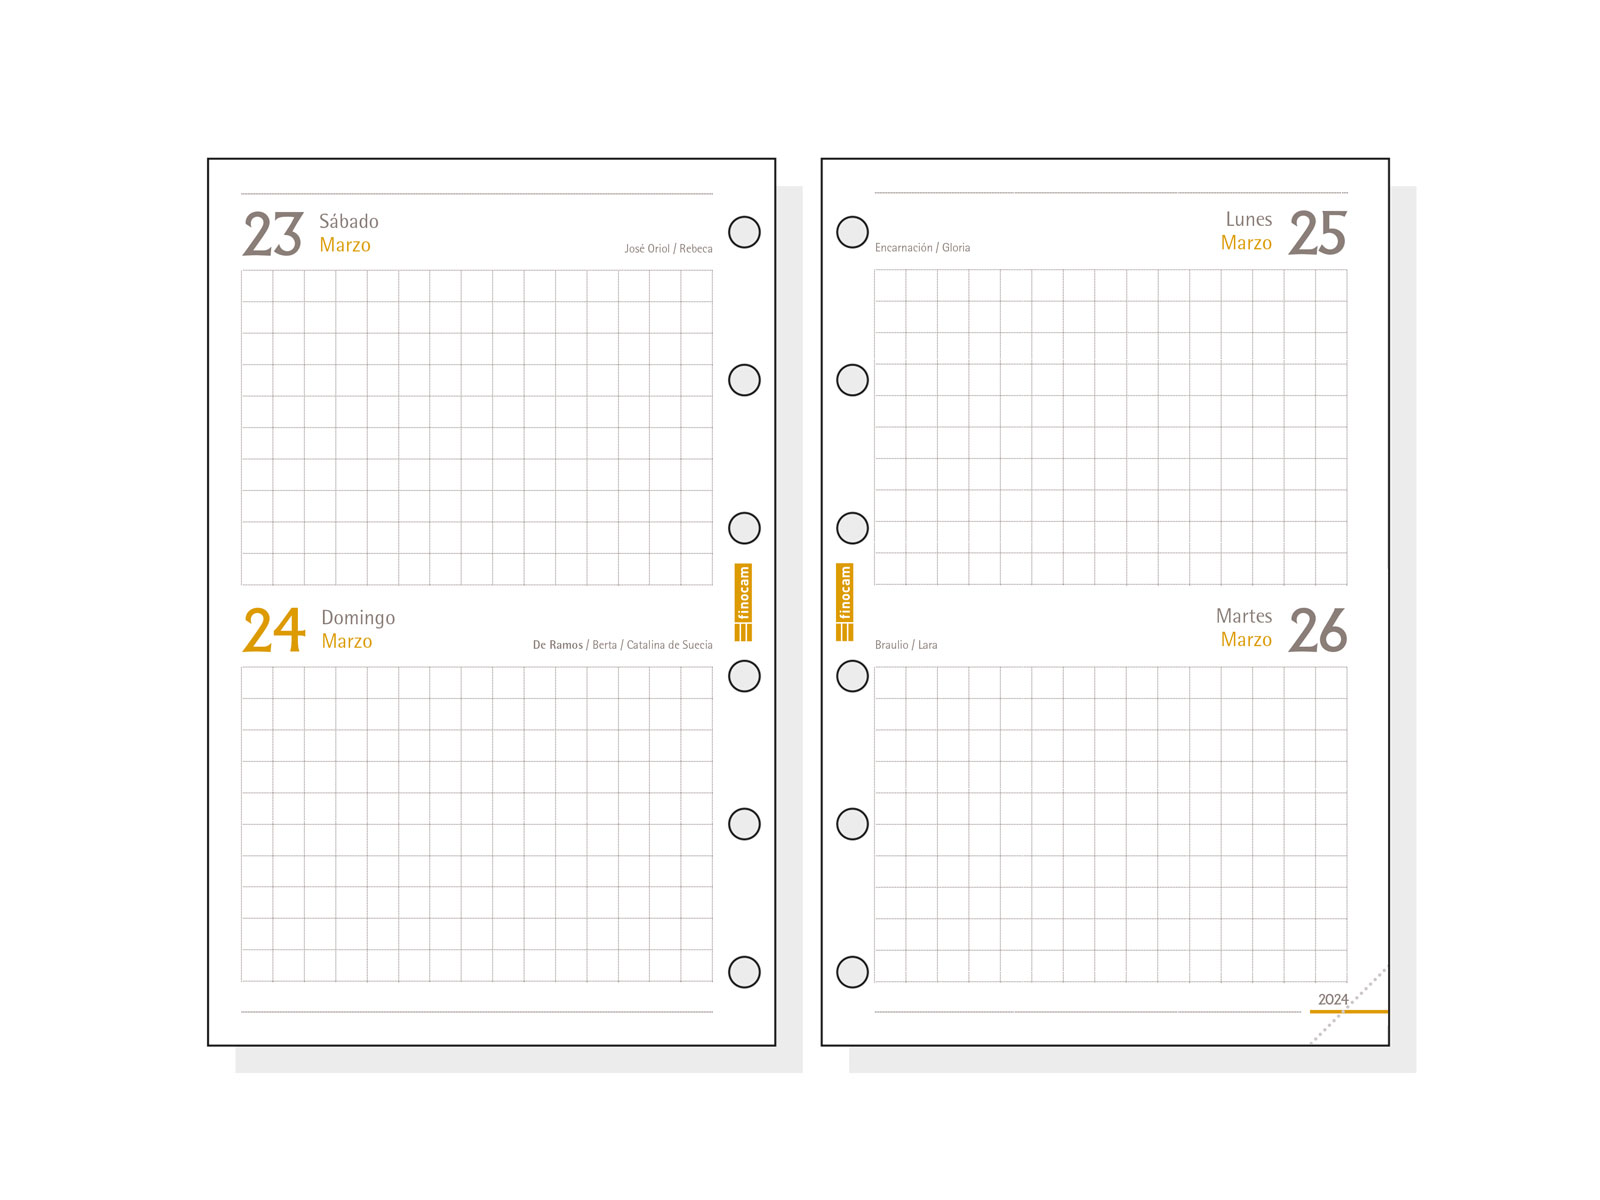 23
Sábado
Marzo
José Oriol / Rebeca
24
Domingo
Marzo
De Ramos / Berta / Catalina de Suecia
finocam
Encarnación / Gloria
Lunes
Marzo
25
finocam
Braulio / Lara
Martes
Marzo
26
2024